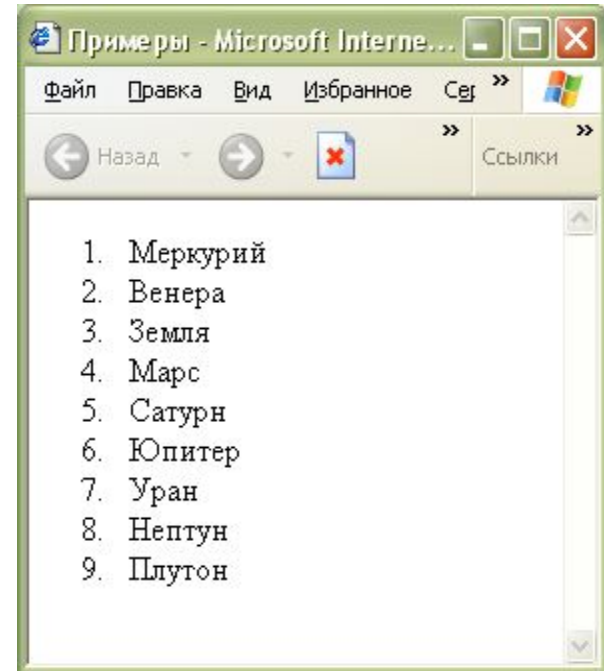 Примеры - Microsoft Interne...
Файл Правка Вид Избранное Сер »
Назад » Ссылки »
1. Меркурий
2. Венера
3. Земля
4. Марс
5. Сатурн
6. Юпитер
7. Уран
8. Нептун
9. Плутон